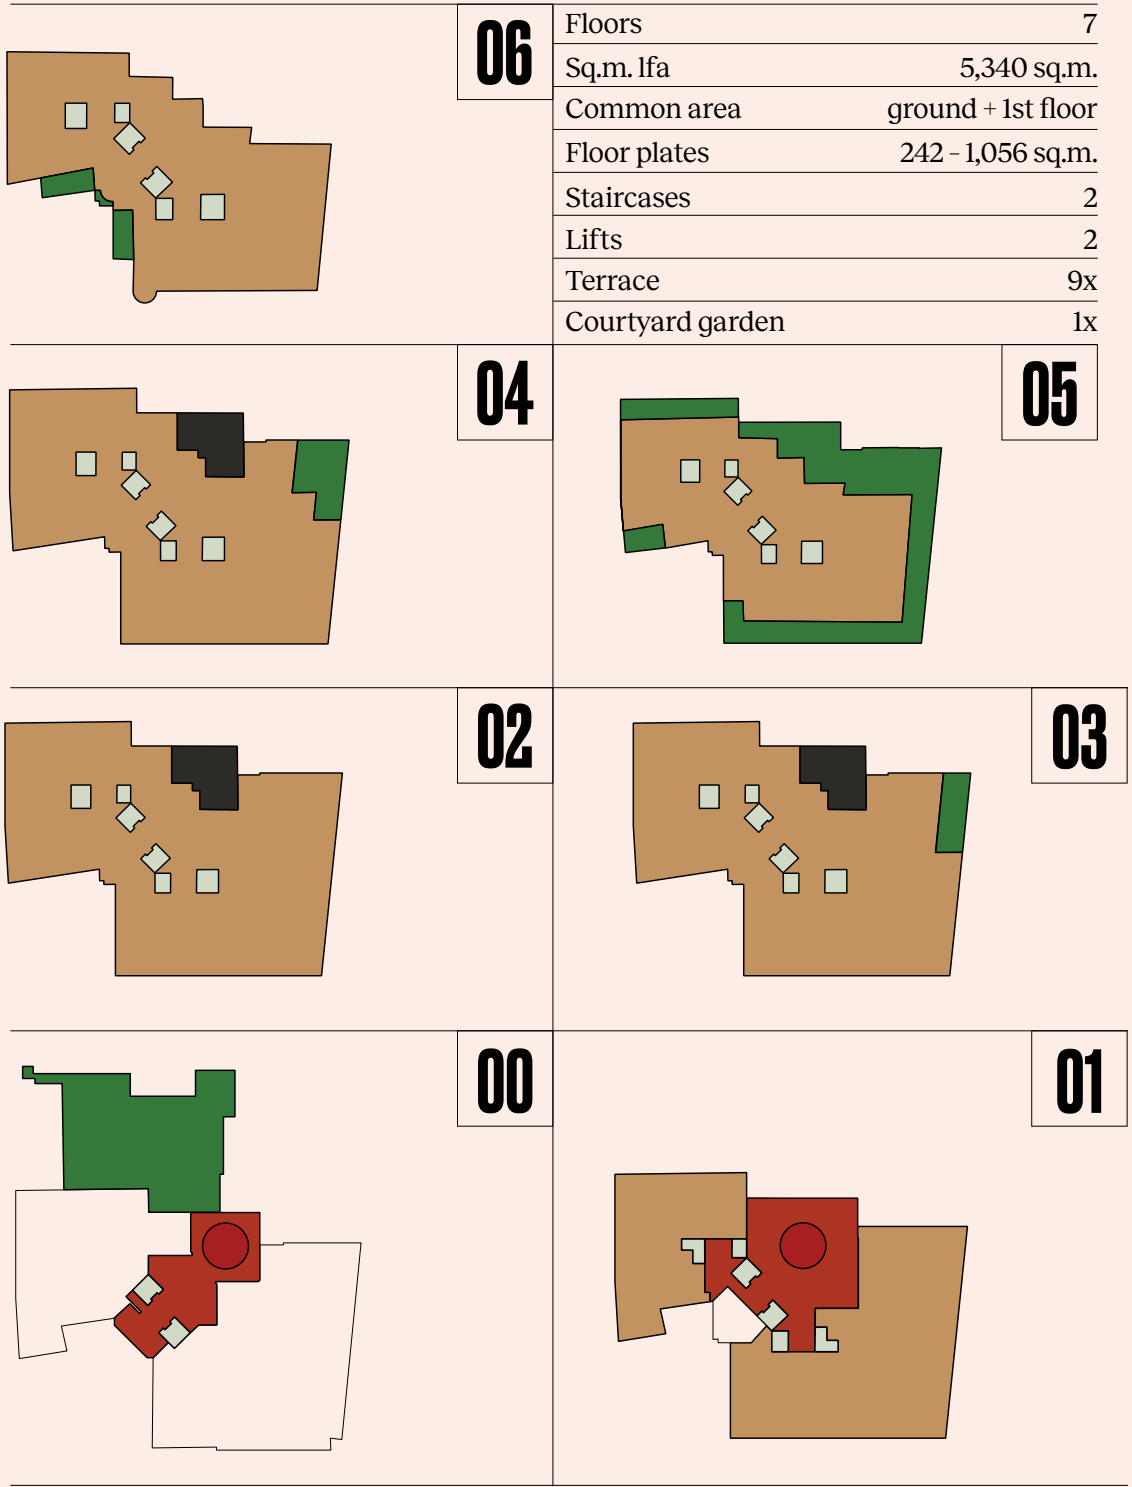 06
Floors 7
Sq.m. lfa 5,340 sq.m.
Common area ground + 1st floor
Floor plates 242 – 1,056 sq.m.
Staircases 2
Lifts 2
Terrace 9x
Courtyard garden 1x
04
05
02
03
00
01